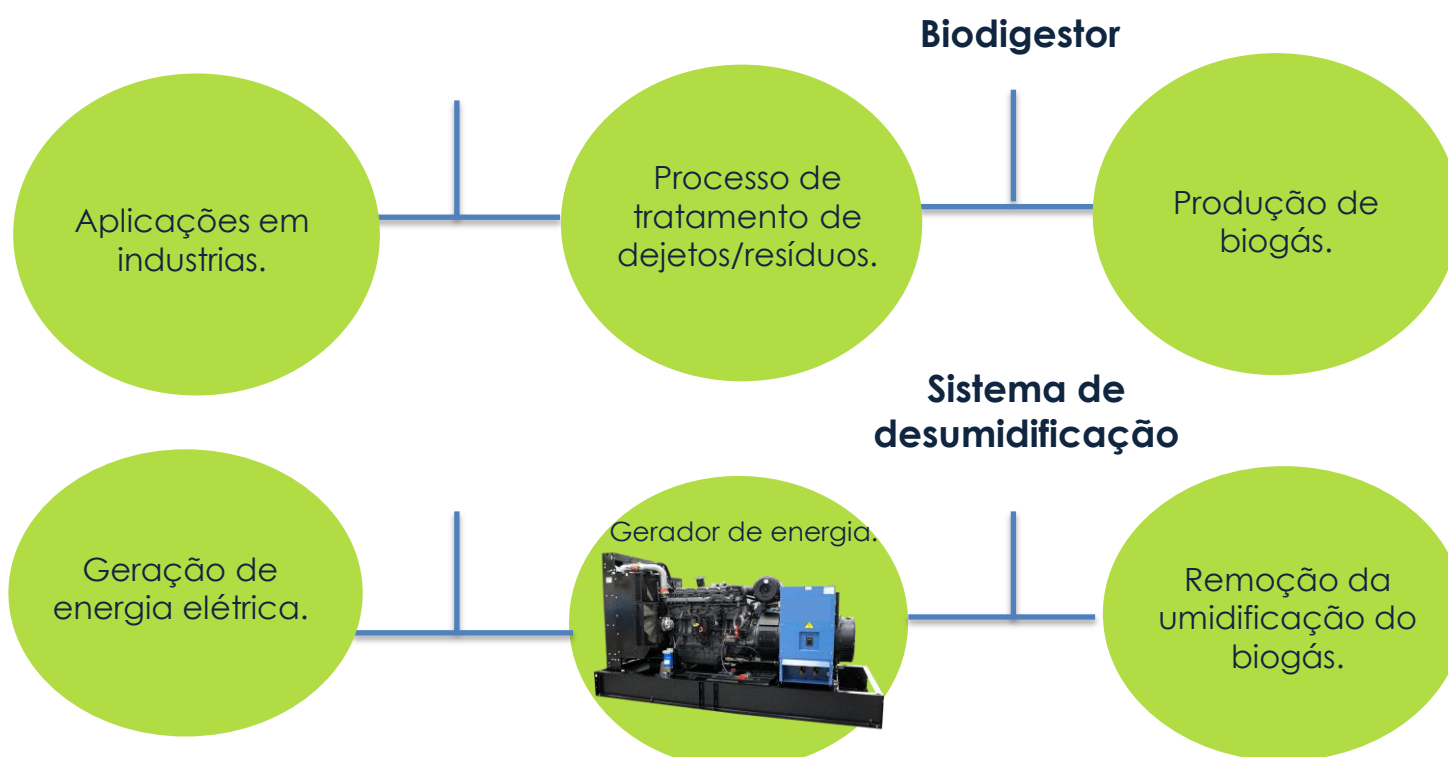 Biodigestor
Aplicações em
industrias.
Processo de
tratamento de
dejetos/resíduos.
Produção de
biogás.
Sistema de
desumidificação
Geração de
energia elétrica.
Gerador de energia.
Remoção da
umidificação do
biogás.